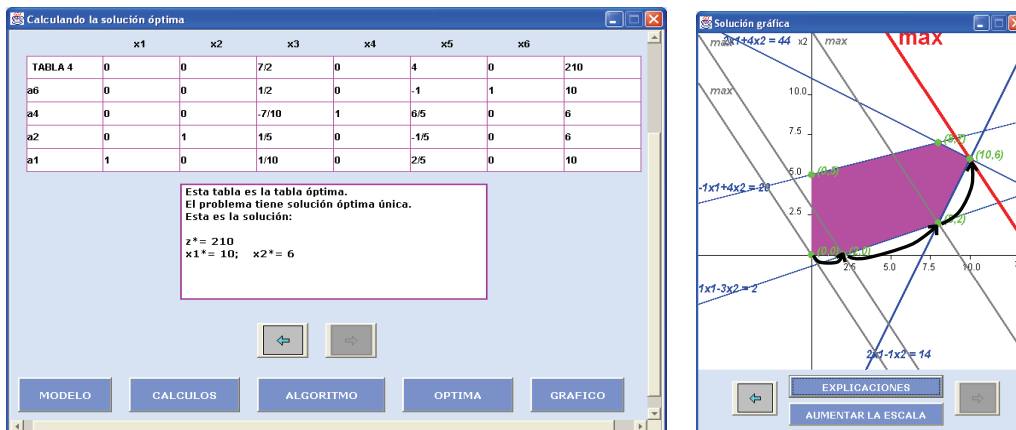 Calculando la solución óptima
x1 x2 x3 x4 x5 x6
TABLA 4 0 0 7/2 0 4 0 210
a6 0 0 1/2 0 -1 1 10
a4 0 0 -7/10 1 6/5 0 6
a2 0 1 1/5 0 -1/5 0 6
a1 1 0 1/10 0 2/5 0 10
Esta tabla es la tabla óptima.
El problema tiene solución óptima única.
Esta es la solución:
z*= 210
x1*= 10; x2*= 6
MODELO
CALCULOS
ALGORITMO
OPTIMA
GRAFICO
Solución gráfica
max
2x1+4x2 = 44
x2
max
max
max
10.0
7.5
5.0
2.5
(0,5)
(8,7)
(10,6)
-1x1+4x2 = 20
(8,2)
(0,0)
(2,0)
2.5
5.0
7.5
10.0
1x1-3x2 = 2
2x1-1x2 = 14
EXPLICACIONES
AUMENTAR LA ESCALA